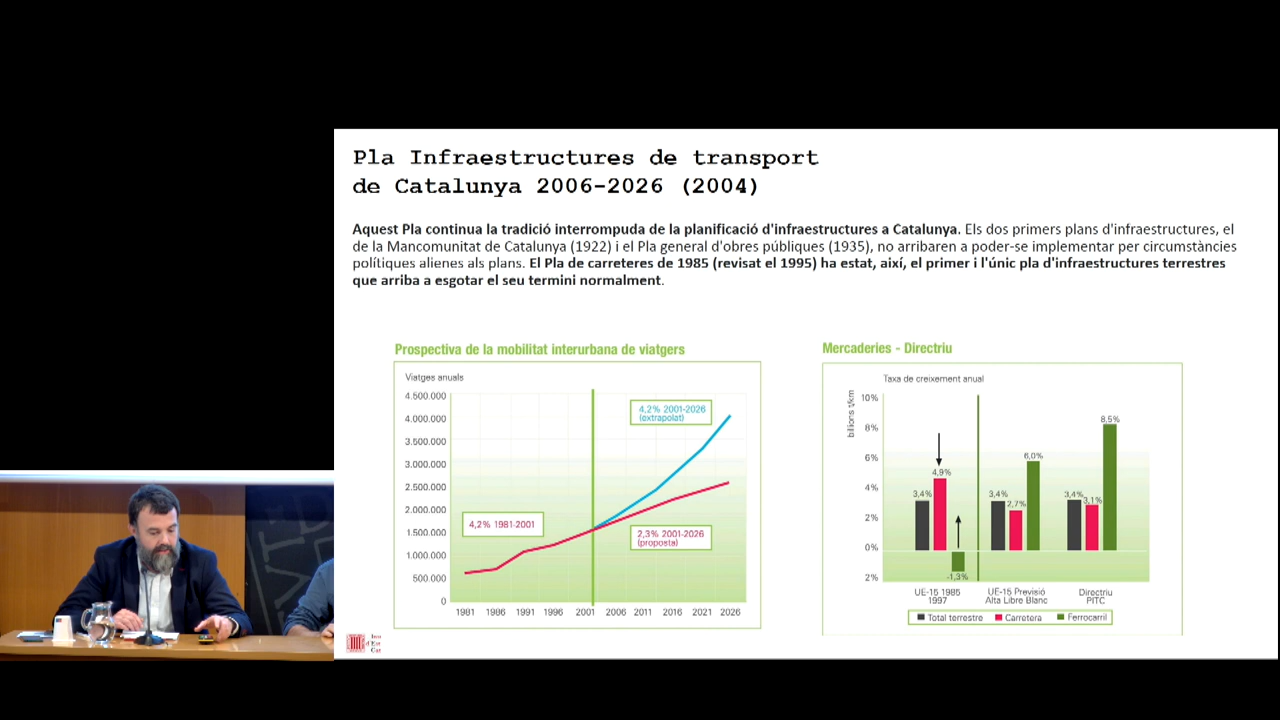 Pla Infraestructures de transport
de Catalunya 2006-2026 (2004)
Aquest Pla continua la tradició interrompuda de la planificació d'infraestructures a Catalunya. Els dos primers plans d'infraestructures, el
de la Mancomunitat de Catalunya (1922) i el Pla general d'obres públiques (1935), no arribaren a poder-se implementar per circumstàncies
polítiques alienes als plans. El Pla de carreteres de 1985 (revisat el 1995) ha estat, així, el primer i l'únic pla d'infraestructures terrestres
que arriba a esgotar el seu termini normalment.
Prospectiva de la mobilitat interurbana de viatgers
Viatges anuals
4.500.000
4.000.000
3.500.000
3.000.000
2.500.000
2.000.000
1.500.000
1.000.000
500.000
0
4,2% 2001-2026
(extrapolat)
4,2% 1981-2001
2,3% 2001-2026
(proposta)
1981 1986 1991 1996 2001 2006 2011 2016 2021 2026
Mercaderies - Directriu
Taxa de creixement anual
bilions t/km
10%
8%
6%
4%
2%
0%
2%
3,4% 4,9% -1,3%
3,4% 2,7% 6,0%
3,4% 3,1% 8,5%
UE-15 1985
1997
UE-15 Previsió
Alta Libre Blanc
Directriu
PITC
Total terrestre Carretera Ferrocarril